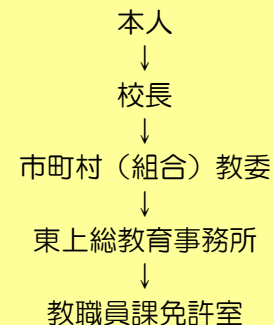 本人
↓
校長
↓
市町村（組合）教委
↓
東上総教育事務所
↓
教職員課免許室